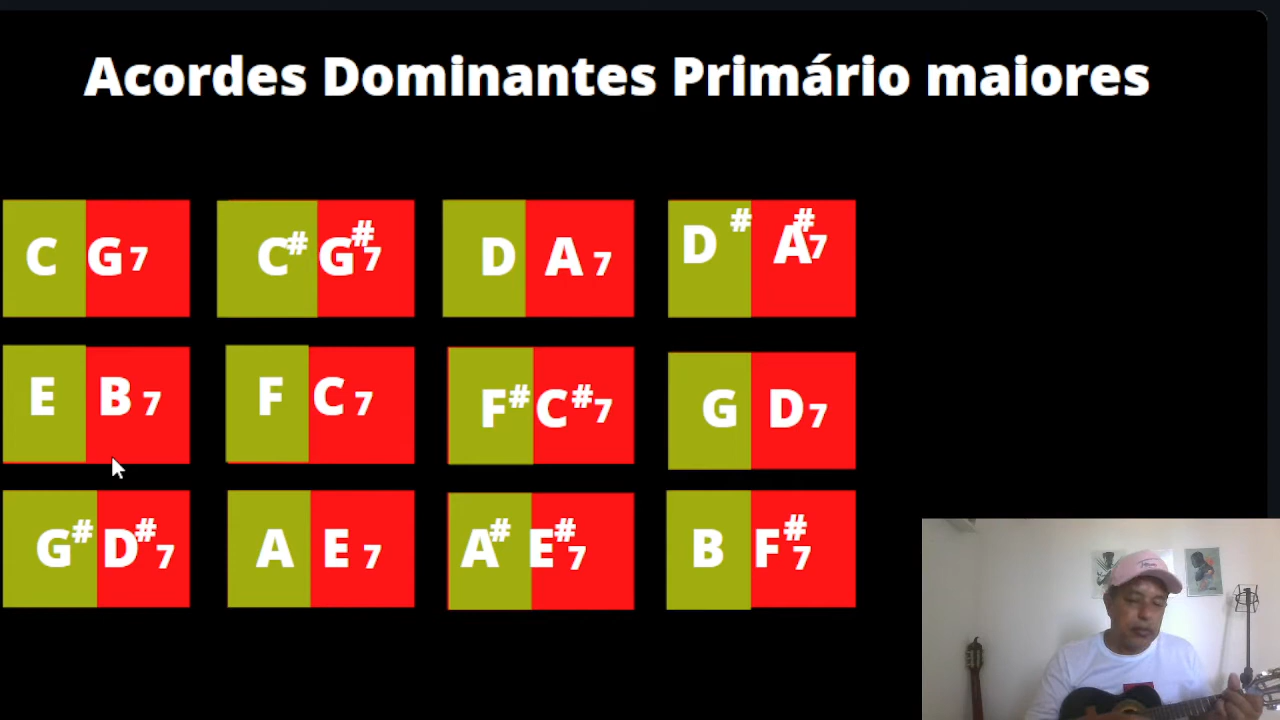 Acordes Dominantes Primário maiores
C G7 C# G#7 D A7 D# A#7
E B7 F C7 F# C#7 G D7
G# D#7 A E7 A# E#7 B F#7